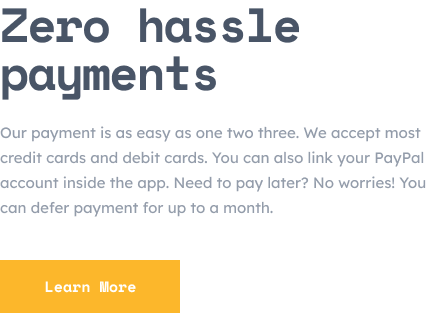 Zero hassle
payments
Our payment is as easy as one two three. We accept most
credit cards and debit cards. You can also link your PayPal
account inside the app. Need to pay later? No worries! You
can defer payment for up to a month.
Learn More